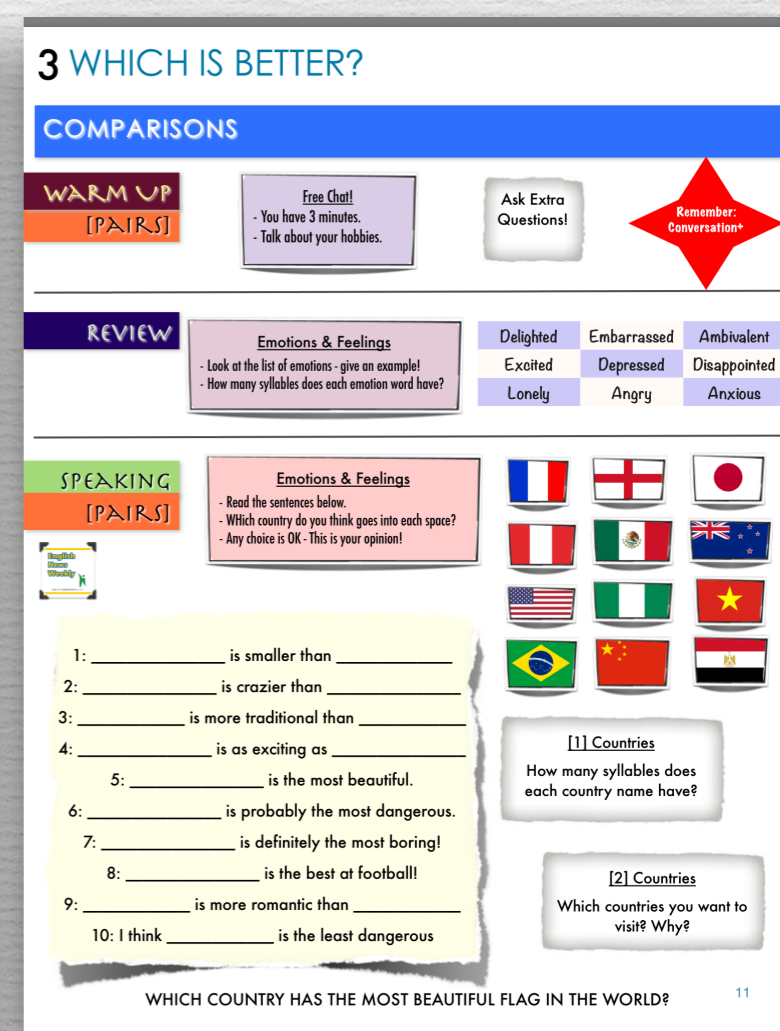 3 WHICH IS BETTER?
COMPARISONS
WARM UP
[PAIRS]
Free Chat!
- You have 3 minutes.
- Talk about your hobbies.
Ask Extra
Questions!
Remember:
Conversation+
REVIEW
Emotions & Feelings
- Look at the list of emotions - give an example!
- How many syllables does each emotion word have?
Delighted Embarrassed Ambivalent
Excited Depressed Disappointed
Lonely Angry Anxious
SPEAKING
[PAIRS]
English
News
Weekly
Emotions & Feelings
- Read the sentences below.
- WHich country do you think goes into each space?
- Any choice is OK - This is your opinion!
1: ______________ is smaller than ____________
2: ______________ is crazier than ______________
3: ___________ is more traditional than ___________
4: ______________ is as exciting as ______________
5: ______________ is the most beautiful.
6: ______________ is probably the most dangerous.
7: ______________ is definitely the most boring!
8: ______________ is the best at football!
9: ___________ is more romantic than ___________
10: I think ___________ is the least dangerous
[1] Countries
How many syllables does
each country name have?
[2] Countries
Which countries you want to
visit? Why?
WHICH COUNTRY HAS THE MOST BEAUTIFUL FLAG IN THE WORLD?
11